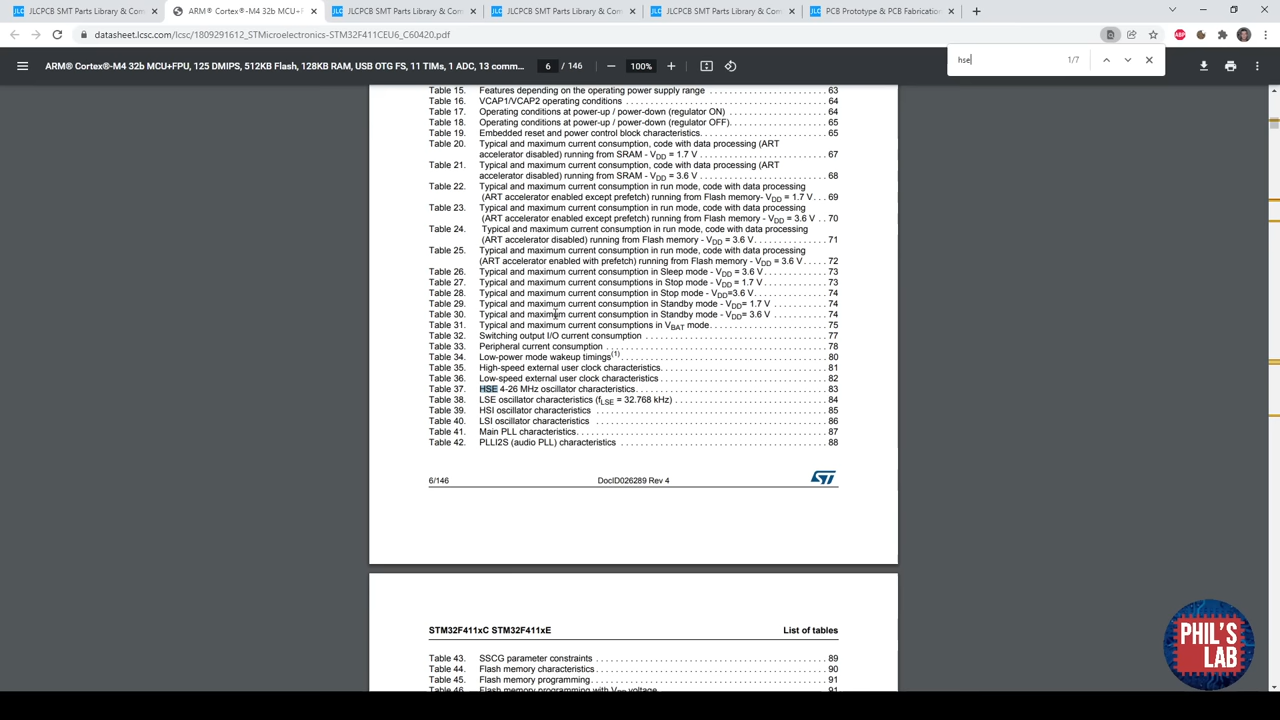 JLCPCB SMT Parts Library & Com
ARM® Cortex®-M4 32b MCU+F
JLCPCB SMT Parts Library & Com
JLCPCB SMT Parts Library & Com
JLCPCB SMT Parts Library & Com
PCB Prototype & PCB Fabrication
datasheet.lcsc.com/lcsc/1809291612_STMicroelectronics-STM32F411CEU6_C60420.pdf
ABP
ARM® Cortex®-M4 32b MCU+FPU, 125 DMIPS, 512KB Flash, 128KB RAM, USB OTG FS, 11 TIMs, 1 ADC, 13 comm...
6 / 146
100%
hse
1/7
Table 15. Features depending on the operating power supply range . . . 63
Table 16. VCAP1/VCAP2 operating conditions . . . 64
Table 17. Operating conditions at power-up / power-down (regulator ON) . . . 64
Table 18. Operating conditions at power-up / power-down (regulator OFF). . . . 65
Table 19. Embedded reset and power control block characteristics. . . . 65
Table 20. Typical and maximum current consumption, code with data processing (ART
accelerator disabled) running from SRAM - VDD = 1.7 V . . . 67
Table 21. Typical and maximum current consumption, code with data processing (ART
accelerator disabled) running from SRAM - VDD = 3.6 V . . . 68
Table 22. Typical and maximum current consumption in run mode, code with data processing
(ART accelerator enabled except prefetch) running from Flash memory- VDD = 1.7 V. . . 69
Table 23. Typical and maximum current consumption in run mode, code with data processing
(ART accelerator enabled except prefetch) running from Flash memory - VDD = 3.6 V . . 70
Table 24. Typical and maximum current consumption in run mode, code with data processing
(ART accelerator disabled) running from Flash memory - VDD = 3.6 V . . . 71
Table 25. Typical and maximum current consumption in run mode, code with data processing
(ART accelerator enabled with prefetch) running from Flash memory - VDD = 3.6 V . . . 72
Table 26. Typical and maximum current consumption in Sleep mode - VDD = 3.6 V . . . 73
Table 27. Typical and maximum current consumptions in Stop mode - VDD = 1.7 V . . . 73
Table 28. Typical and maximum current consumption in Stop mode - VDD=3.6 V . . . 74
Table 29. Typical and maximum current consumption in Standby mode - VDD= 1.7 V . . . 74
Table 30. Typical and maximum current consumption in Standby mode - VDD= 3.6 V . . . 74
Table 31. Typical and maximum current consumptions in VBAT mode. . . . 75
Table 32. Switching output I/O current consumption . . . 77
Table 33. Peripheral current consumption . . . 78
Table 34. Low-power mode wakeup timings(1) . . . 80
Table 35. High-speed external user clock characteristics. . . . 81
Table 36. Low-speed external user clock characteristics . . . 82
Table 37. HSE 4-26 MHz oscillator characteristics. . . . 83
Table 38. LSE oscillator characteristics (fLSE = 32.768 kHz) . . . 84
Table 39. HSI oscillator characteristics . . . 85
Table 40. LSI oscillator characteristics . . . 86
Table 41. Main PLL characteristics. . . . 87
Table 42. PLLI2S (audio PLL) characteristics . . . 88
6/146
DocID026289 Rev 4
ST
STM32F411xC STM32F411xE
List of tables
Table 43. SSCG parameter constraints . . . 89
Table 44. Flash memory characteristics . . . 90
Table 45. Flash memory programming. . . . 91
Table 46. Flash memory programming with VPP voltage . . . 91
PHIL'S
LAB